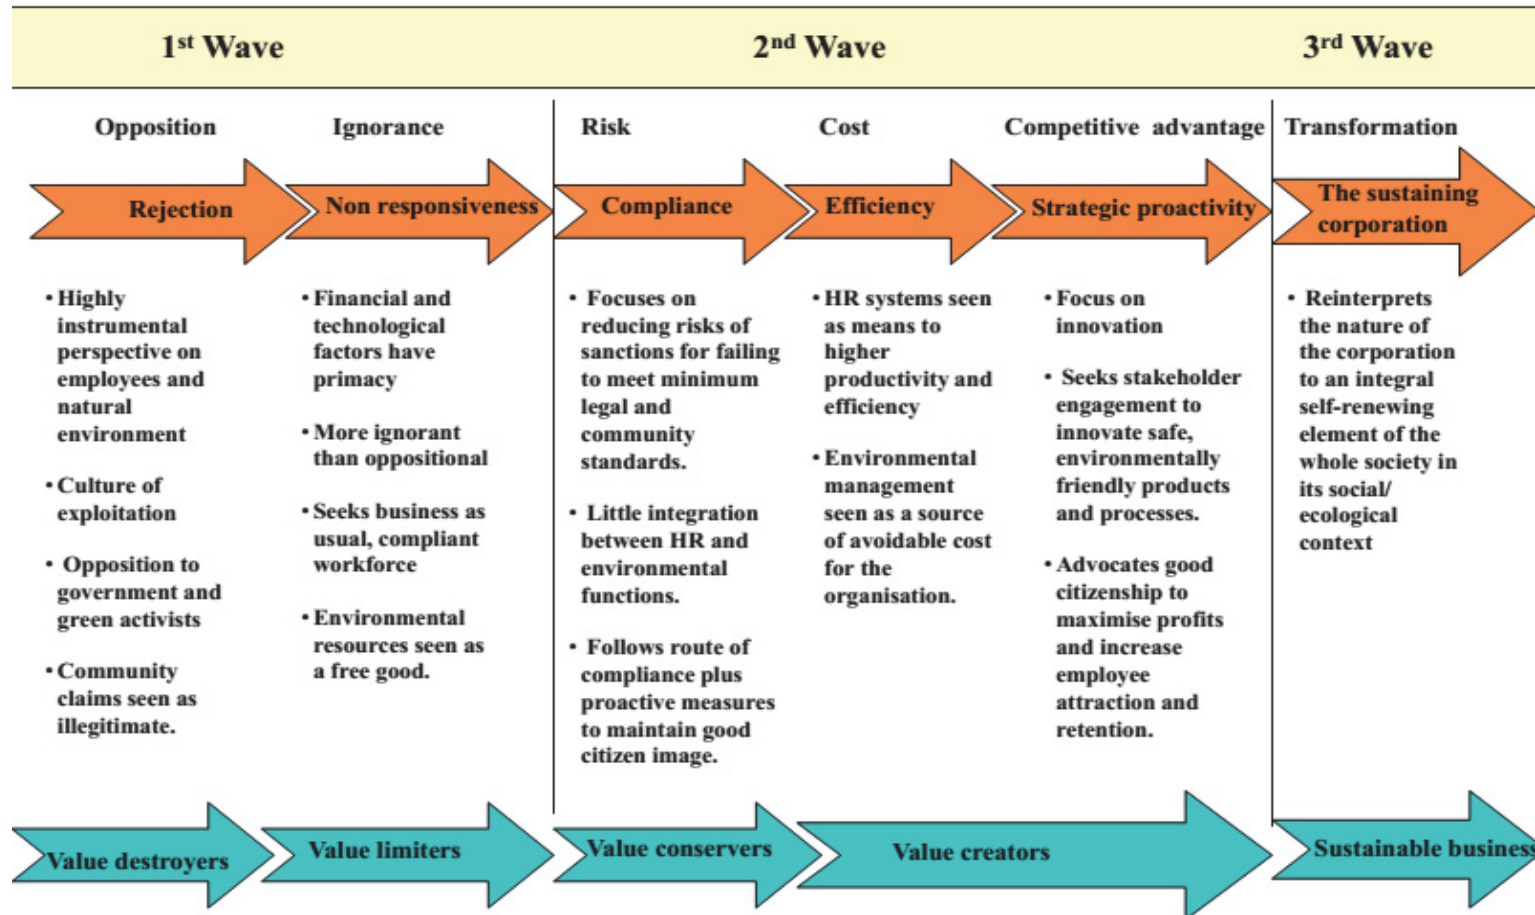 1st Wave
2nd Wave
3rd Wave
Opposition
Ignorance
Risk
Cost
Competitive advantage
Transformation
Rejection
Non responsiveness
Compliance
Efficiency
Strategic proactivity
The sustaining
corporation
• Highly
instrumental
perspective on
employees and
natural
environment
• Culture of
exploitation
• Opposition to
government and
green activists
• Community
claims seen as
illegitimate.
• Financial and
technological
factors have
primacy
• More ignorant
than oppositional
• Seeks business as
usual, compliant
workforce
• Environmental
resources seen as
a free good.
• Focuses on
reducing risks of
sanctions for failing
to meet minimum
legal and
community
standards.
• Little integration
between HR and
environmental
functions.
• Follows route of
compliance plus
proactive measures
to maintain good
citizen image.
• HR systems seen
as means to
higher
productivity and
efficiency
• Environmental
management
seen as a source
of avoidable cost
for the
organisation.
• Focus on
innovation
• Seeks stakeholder
engagement to
innovate safe,
environmentally
friendly products
and processes.
• Advocates good
citizenship to
maximise profits
and increase
employee
attraction and
retention.
• Reinterprets
the nature of
the corporation
to an integral
self-renewing
element of the
whole society in
its social/
ecological
context
Value destroyers
Value limiters
Value conservers
Value creators
Sustainable business